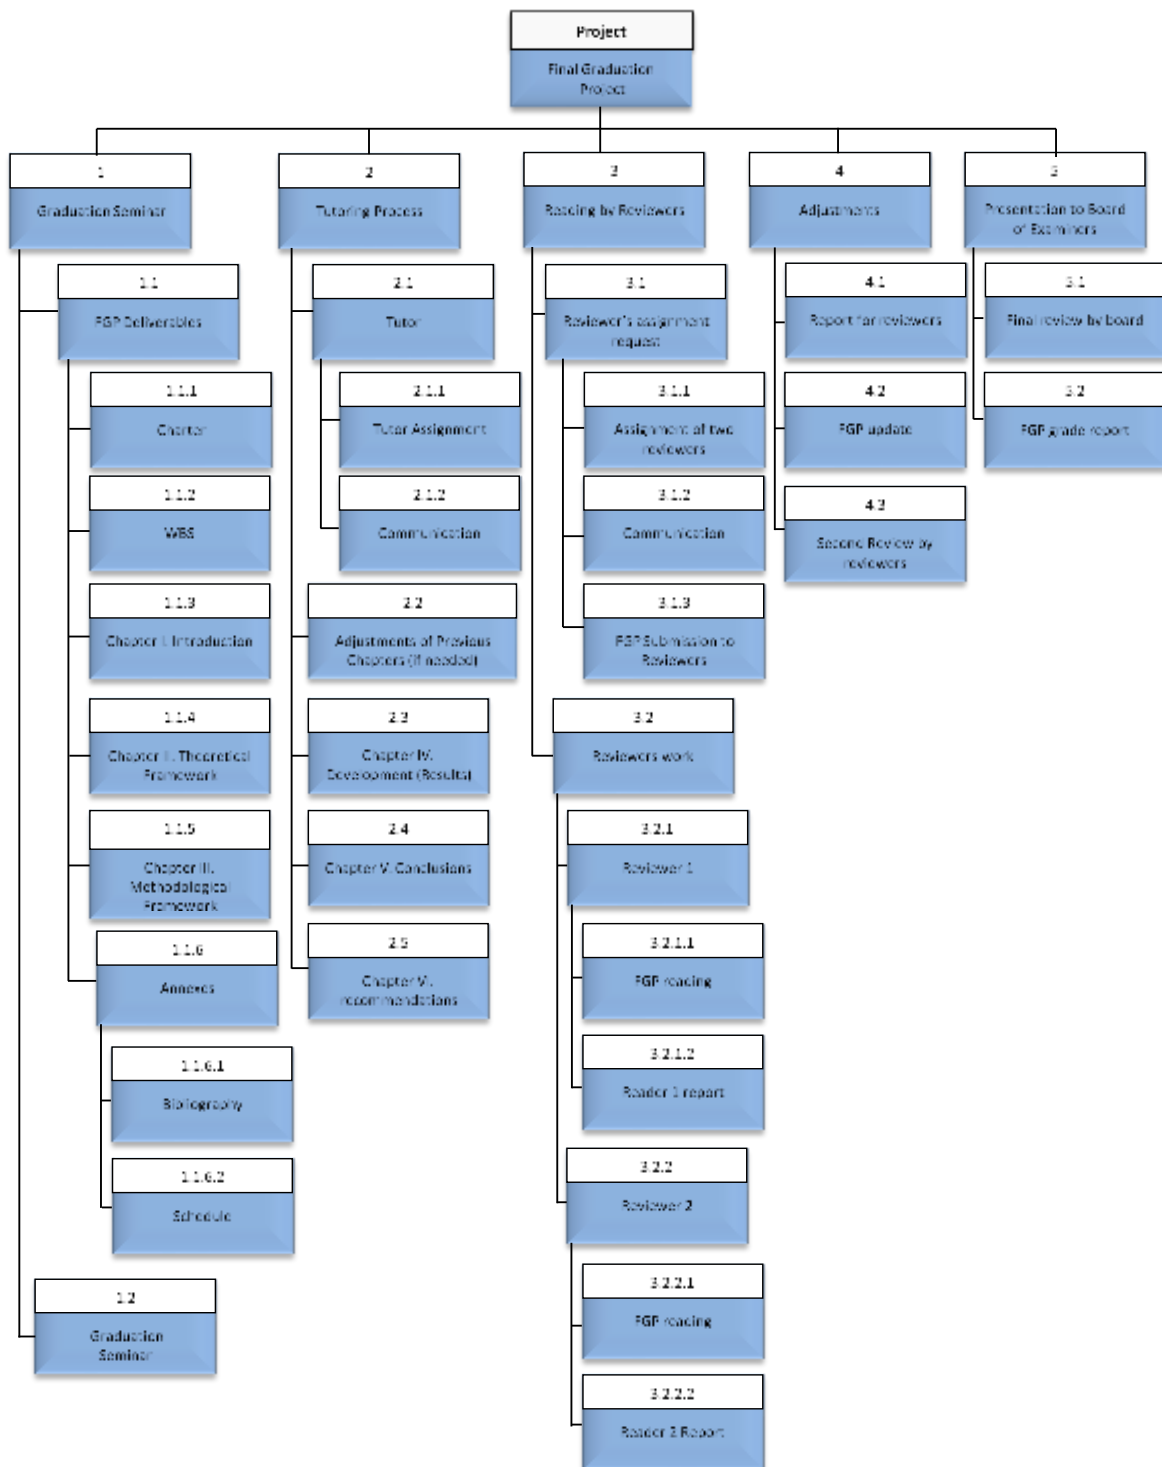 Project
Final Graduation
Project
1
Graduation Seminar
2
Tutoring Process
3
Reading by Reviewers
4
Adjustments
5
Presentation to Board
of Examiners
1.1
FGP Deliverables
1.1.1
Charter
1.1.2
WBS
1.1.3
Chapter I. Introduction
1.1.4
Chapter II. Theoretical
Framework
1.1.5
Chapter III.
Methodological
Framework
1.1.6
Annexes
1.1.6.1
Bibliography
1.1.6.2
Schedule
1.2
Graduation
Seminar
2.1
Tutor
2.1.1
Tutor Assignment
2.1.2
Communication
2.2
Adjustments of Previous
Chapters (if needed)
2.3
Chapter IV.
Development (Results)
2.4
Chapter V. Conclusions
2.5
Chapter VI.
recommendations
3.1
Reviewer's assignment
request
3.1.1
Assignment of two
reviewers
3.1.2
Communication
3.1.3
FGP Submission to
Reviewers
3.2
Reviewers work
3.2.1
Reviewer 1
3.2.1.1
FGP reading
3.2.1.2
Reader 1 report
3.2.2
Reviewer 2
3.2.2.1
FGP reading
3.2.2.2
Reader 2 Report
4.1
Report for reviewers
4.2
FGP update
4.3
Second Review by
reviewers
5.1
Final review by board
5.2
FGP grade report